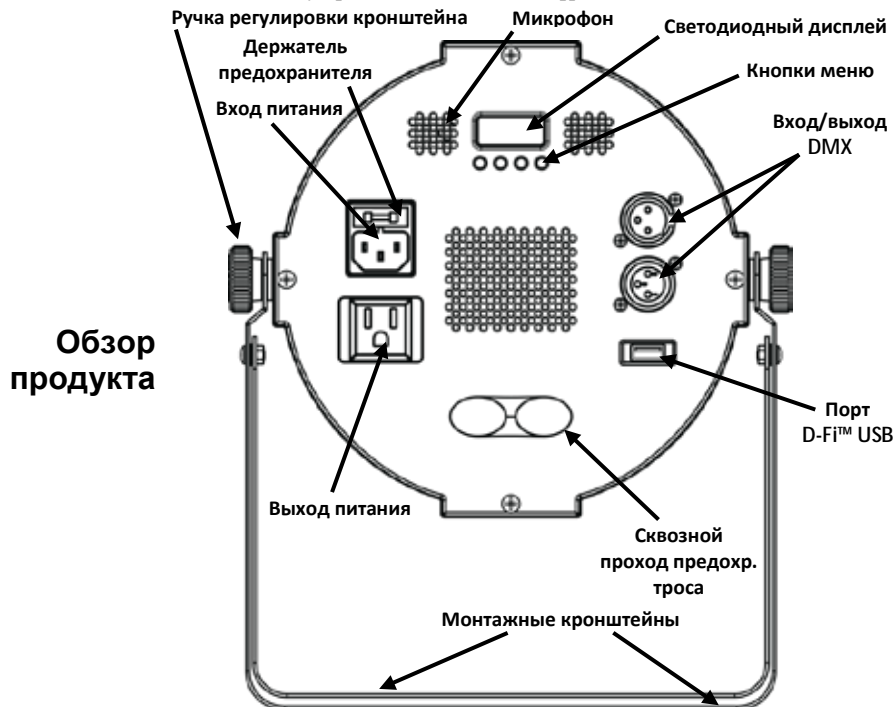 Ручка регулировки кронштейна
Микрофон
Светодиодный дисплей
Держатель
предохранителя
Кнопки меню
Вход питания
Вход/выход
DMX
Обзор
продукта
Порт
D-Fi™ USB
Выход питания
Сквозной
проход предохр.
троса
Монтажные кронштейны